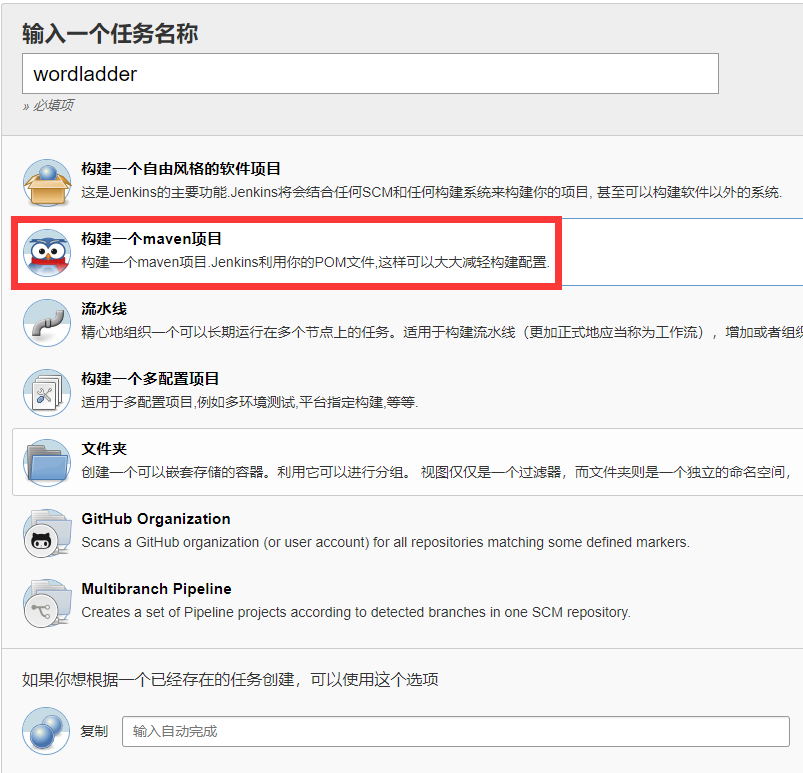 输入一个任务名称
wordladder
» 必填项
构建一个自由风格的软件项目
这是Jenkins的主要功能.Jenkins将会结合任何SCM和任何构建系统来构建你的项目, 甚至可以构建软件以外的系统.
构建一个maven项目
构建一个maven项目.Jenkins利用你的POM文件,这样可以大大减轻构建配置.
流水线
精心地组织一个可以长期运行在多个节点上的任务。适用于构建流水线（更加正式地应当称为工作流），增加或者组织
构建一个多配置项目
适用于多配置项目,例如多环境测试,平台指定构建,等等.
文件夹
创建一个可以嵌套存储的容器。利用它可以进行分组。 视图仅仅是一个过滤器，而文件夹则是一个独立的命名空间，
GitHub Organization
Scans a GitHub organization (or user account) for all repositories matching some defined markers.
Multibranch Pipeline
Creates a set of Pipeline projects according to detected branches in one SCM repository.
如果你想根据一个已经存在的任务创建，可以使用这个选项
复制 输入自动完成